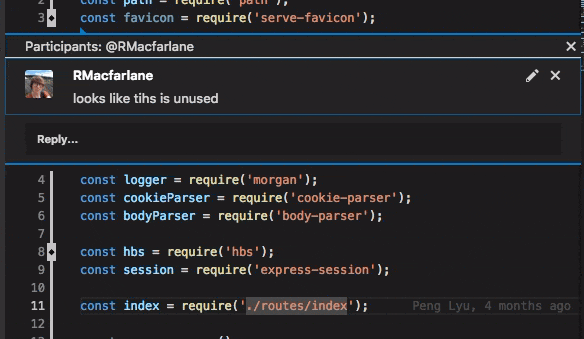 2 const path = require('path');
3 const favicon = require('serve-favicon');
Participants: @RMacfarlane
RMacfarlane
looks like tihs is unused
Reply...
4 const logger = require('morgan');
5 const cookieParser = require('cookie-parser');
6 const bodyParser = require('body-parser');
7
8 const hbs = require('hbs');
9 const session = require('express-session');
10
11 const index = require('./routes/index'); Peng Lyu, 4 months ago
12